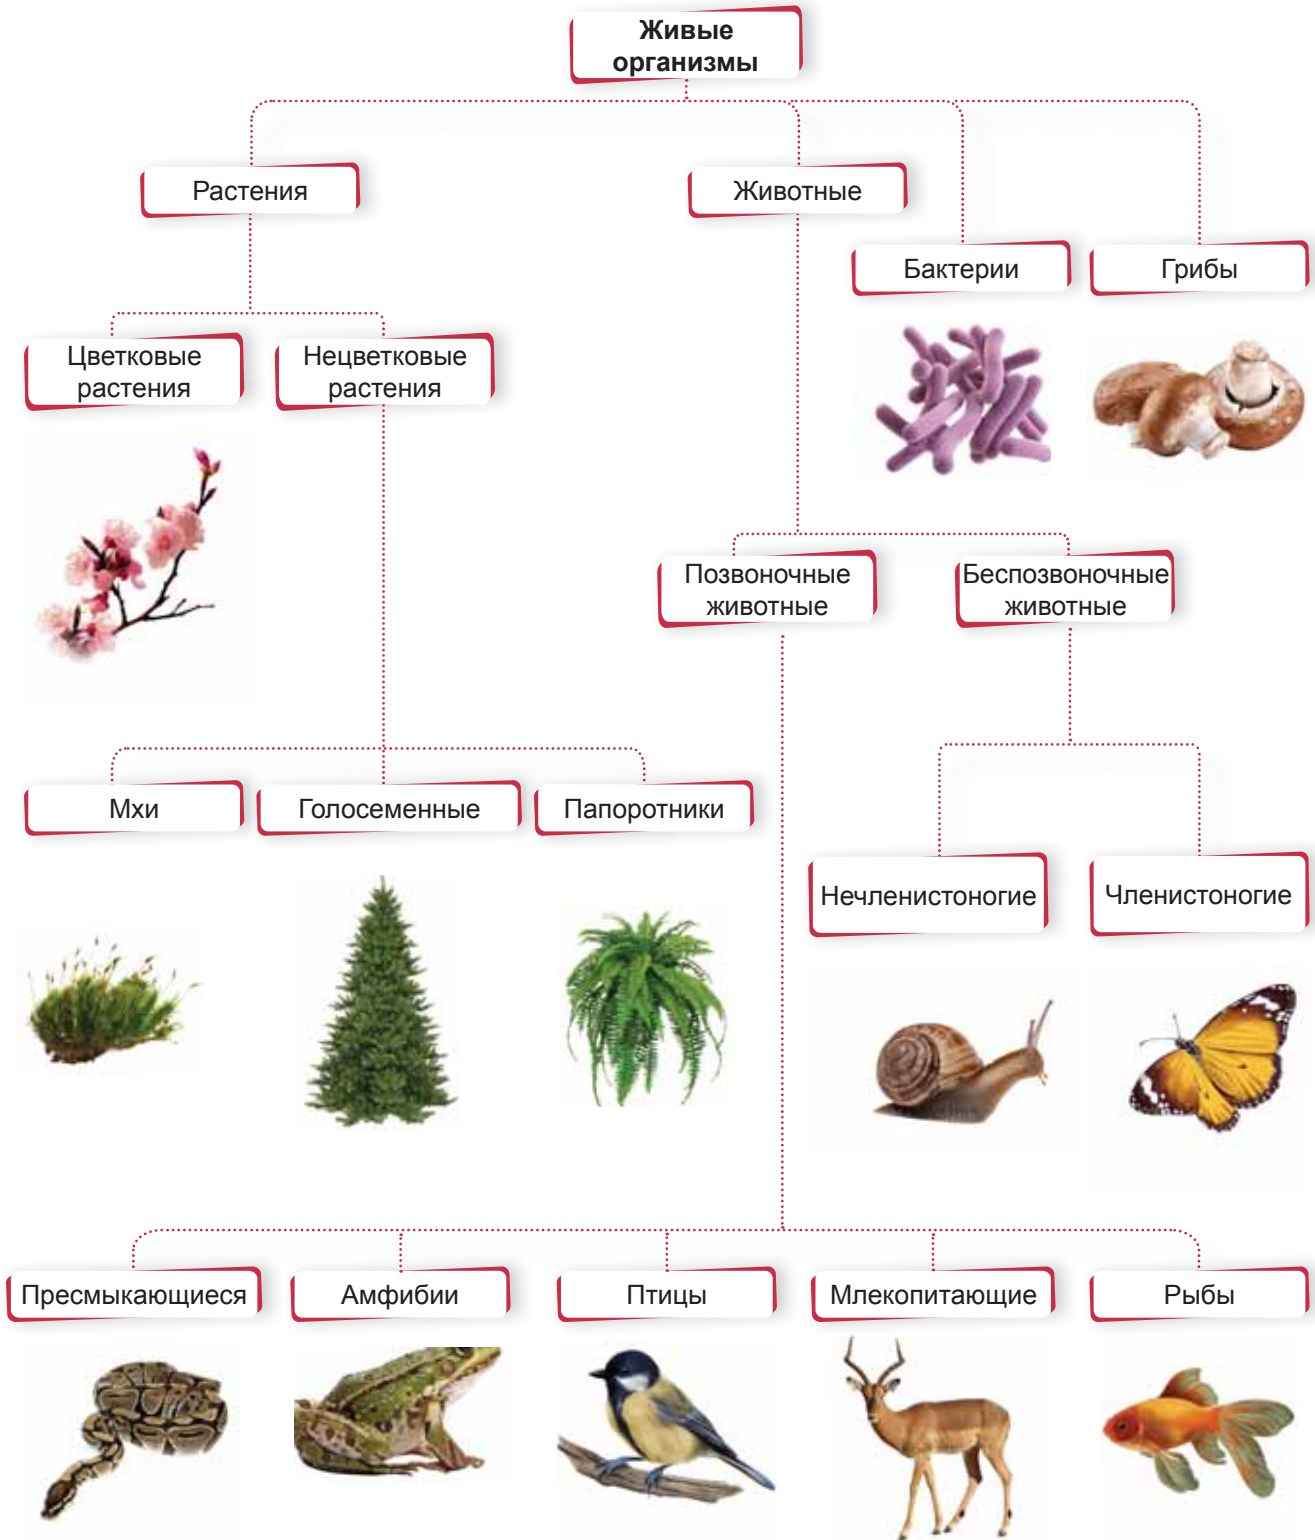 Живые
организмы
Растения
Животные
Бактерии
Грибы
Цветковые
растения
Нецветковые
растения
Позвоночные
животные
Беспозвоночные
животные
Мхи
Голосеменные
Папоротники
Нечленистоногие
Членистоногие
Пресмыкающиеся
Амфибии
Птицы
Млекопитающие
Рыбы